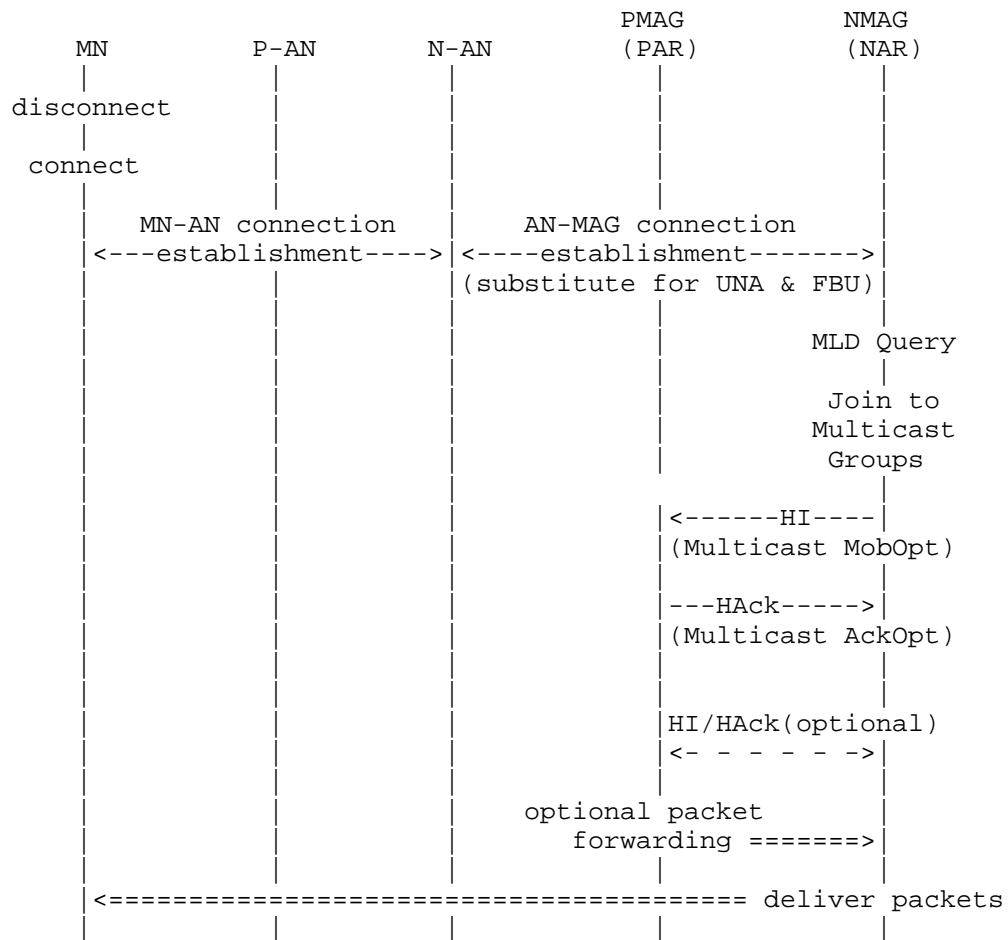 PMAG NMAG
MN P-AN N-AN (PAR) (NAR)
disconnect
connect
MN-AN connection AN-MAG connection
<---establishment----> <----establishment------->
(substitute for UNA & FBU)
MLD Query
Join to
Multicast
Groups
<------HI----
(Multicast MobOpt)
---HAck----->
(Multicast AckOpt)
HI/HAck(optional)
<- - - - - ->
optional packet
forwarding =======>
<======================================= deliver packets